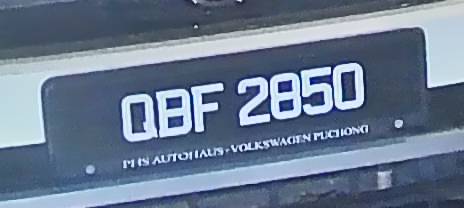 QBF 2850
PHS AUTOHAUS - VOLKSWAGEN PUCHONG